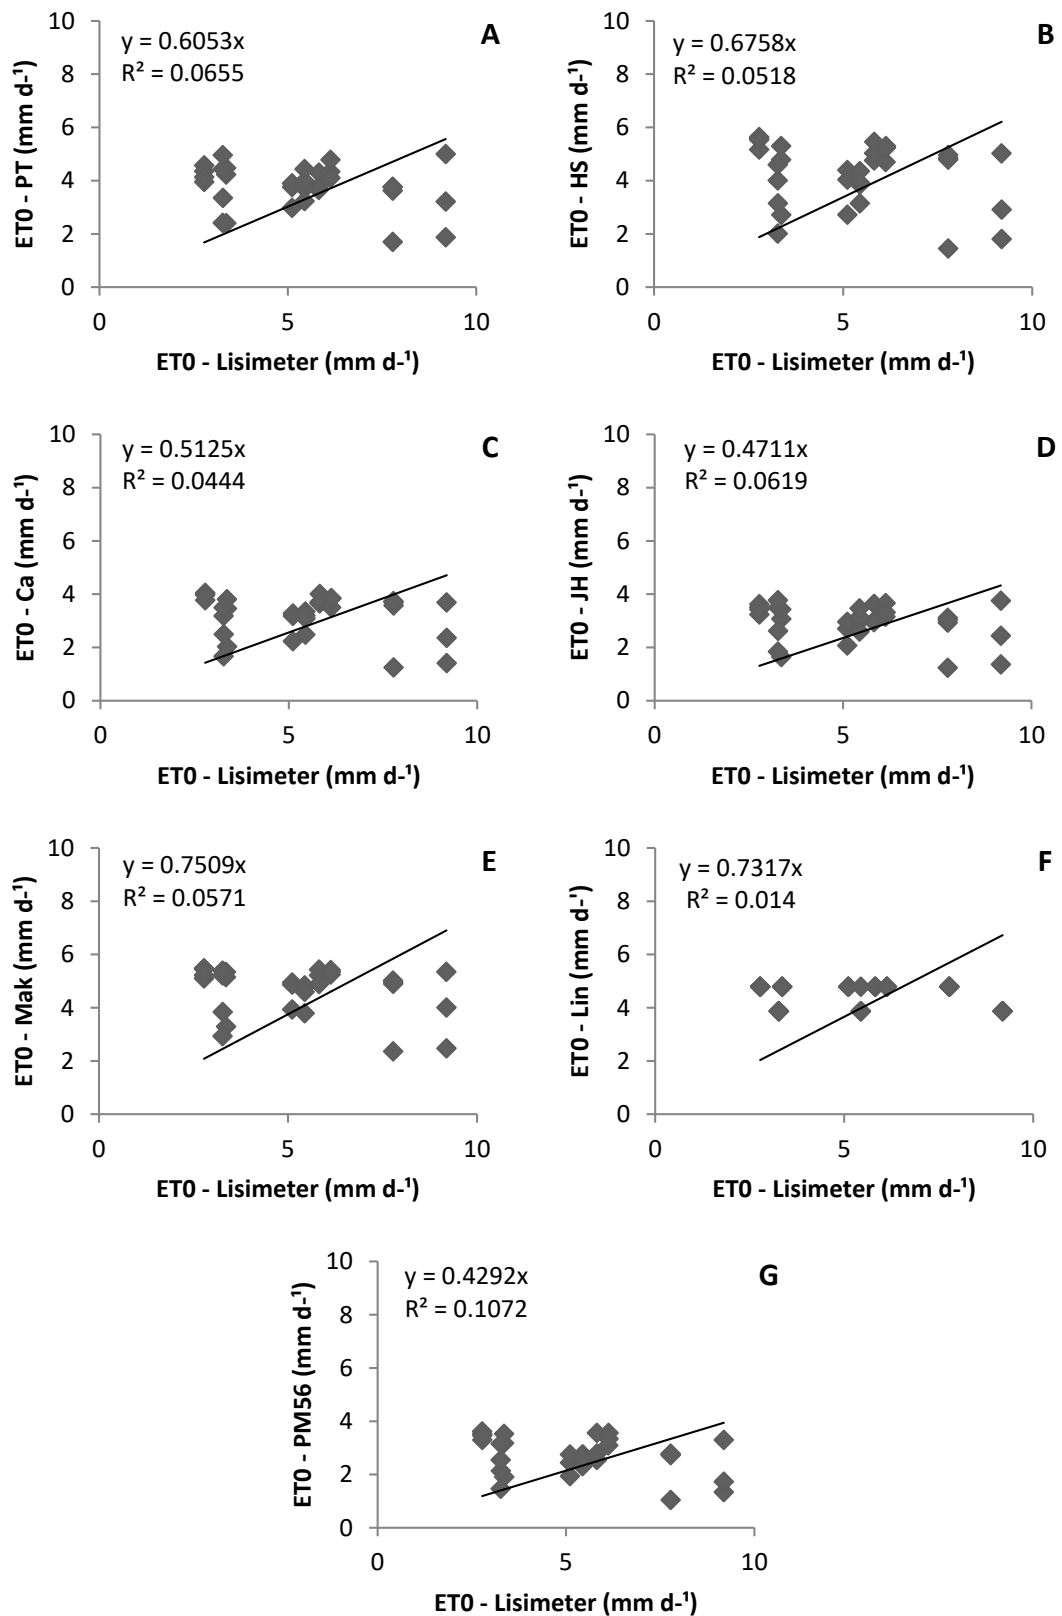 y = 0.6053x
R² = 0.0655
A
ET0 - PT (mm d-¹)
10
8
6
4
2
0
0 5 10
ET0 - Lisimeter (mm d-¹)
y = 0.6758x
R² = 0.0518
B
ET0 - HS (mm d-¹)
10
8
6
4
2
0
0 5 10
ET0 - Lisimeter (mm d-¹)
y = 0.5125x
R² = 0.0444
C
ET0 - Ca (mm d-¹)
10
8
6
4
2
0
0 5 10
ET0 - Lisimeter (mm d-¹)
y = 0.4711x
R² = 0.0619
D
ET0 - JH (mm d-¹)
10
8
6
4
2
0
0 5 10
ET0 - Lisimeter (mm d-¹)
y = 0.7509x
R² = 0.0571
E
ET0 - Mak (mm d-¹)
10
8
6
4
2
0
0 5 10
ET0 - Lisimeter (mm d-¹)
y = 0.7317x
R² = 0.014
F
ET0 - Lin (mm d-')
10
8
6
4
2
0
0 5 10
ET0 - Lisimeter (mm d-¹)
y = 0.4292x
R² = 0.1072
G
ET0 - PM56 (mm d-¹)
10
8
6
4
2
0
0 5 10
ET0 - Lisimeter (mm d-¹)